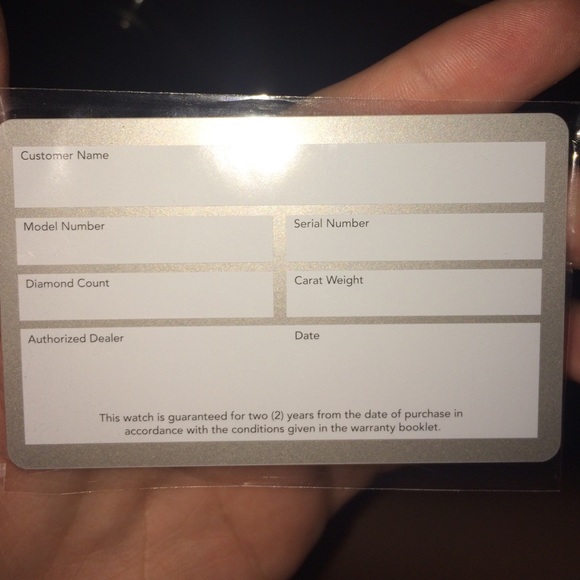 Customer Name
Model Number
Serial Number
Diamond Count
Carat Weight
Authorized Dealer
Date
This watch is guaranteed for two (2) years from the date of purchase in
accordance with the conditions given in the warranty booklet.